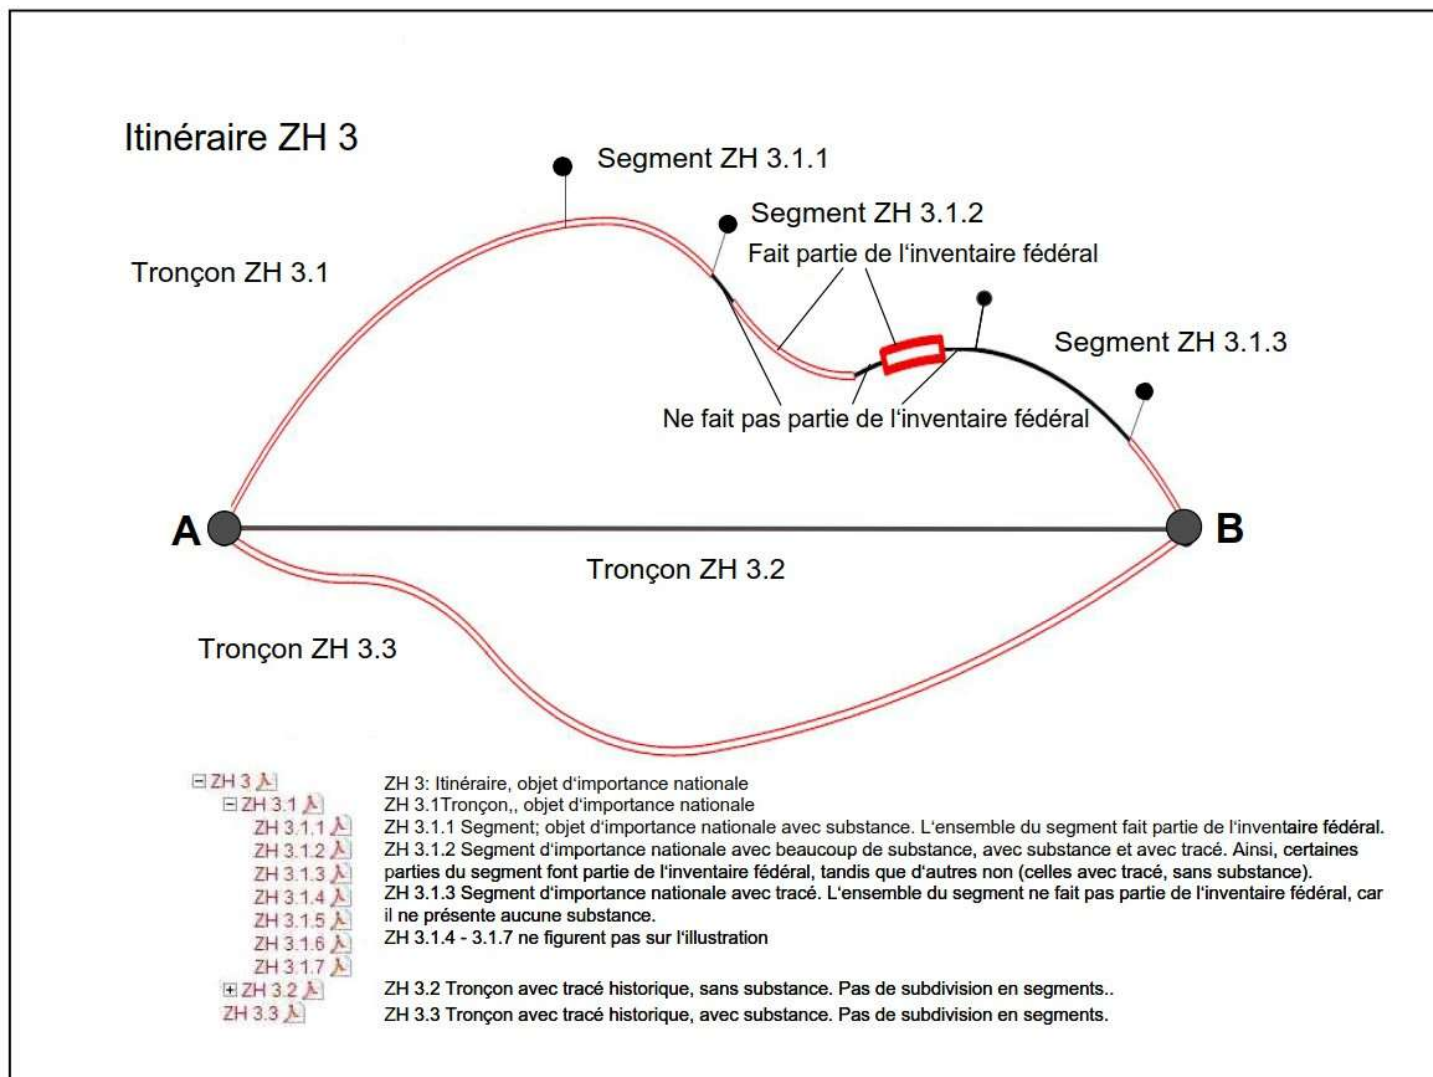 Itinéraire ZH 3
Segment ZH 3.1.1
Segment ZH 3.1.2
Fait partie de l‘inventaire fédéral
Tronçon ZH 3.1
Segment ZH 3.1.3
Ne fait pas partie de l‘inventaire fédéral
A
B
Tronçon ZH 3.2
Tronçon ZH 3.3
ZH 3
ZH 3: Itinéraire, objet d‘importance nationale
ZH 3.1
ZH 3.1Tronçon,, objet d‘importance nationale
ZH 3.1.1
ZH 3.1.1 Segment; objet d‘importance nationale avec substance. L‘ensemble du segment fait partie de l‘inventaire fédéral.
ZH 3.1.2
ZH 3.1.2 Segment d‘importance nationale avec beaucoup de substance, avec substance et avec tracé. Ainsi, certaines
ZH 3.1.3
parties du segment font partie de l‘inventaire fédéral, tandis que d‘autres non (celles avec tracé, sans substance).
ZH 3.1.4
ZH 3.1.3 Segment d‘importance nationale avec tracé. L‘ensemble du segment ne fait pas partie de l‘inventaire fédéral, car
ZH 3.1.5
il ne présente aucune substance.
ZH 3.1.6
ZH 3.1.4 - 3.1.7 ne figurent pas sur l‘illustration
ZH 3.1.7
ZH 3.2
ZH 3.2 Tronçon avec tracé historique, sans substance. Pas de subdivision en segments..
ZH 3.3
ZH 3.3 Tronçon avec tracé historique, avec substance. Pas de subdivision en segments.